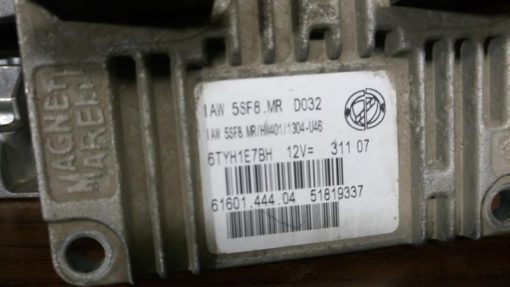 MAGNETI
MARELLI
IAW 5SF8.MR D032
IAW 5SF8 MR/HW401/1304-U46
6TYH1E7BH 12V= 311 07
61601.444.04 51819337